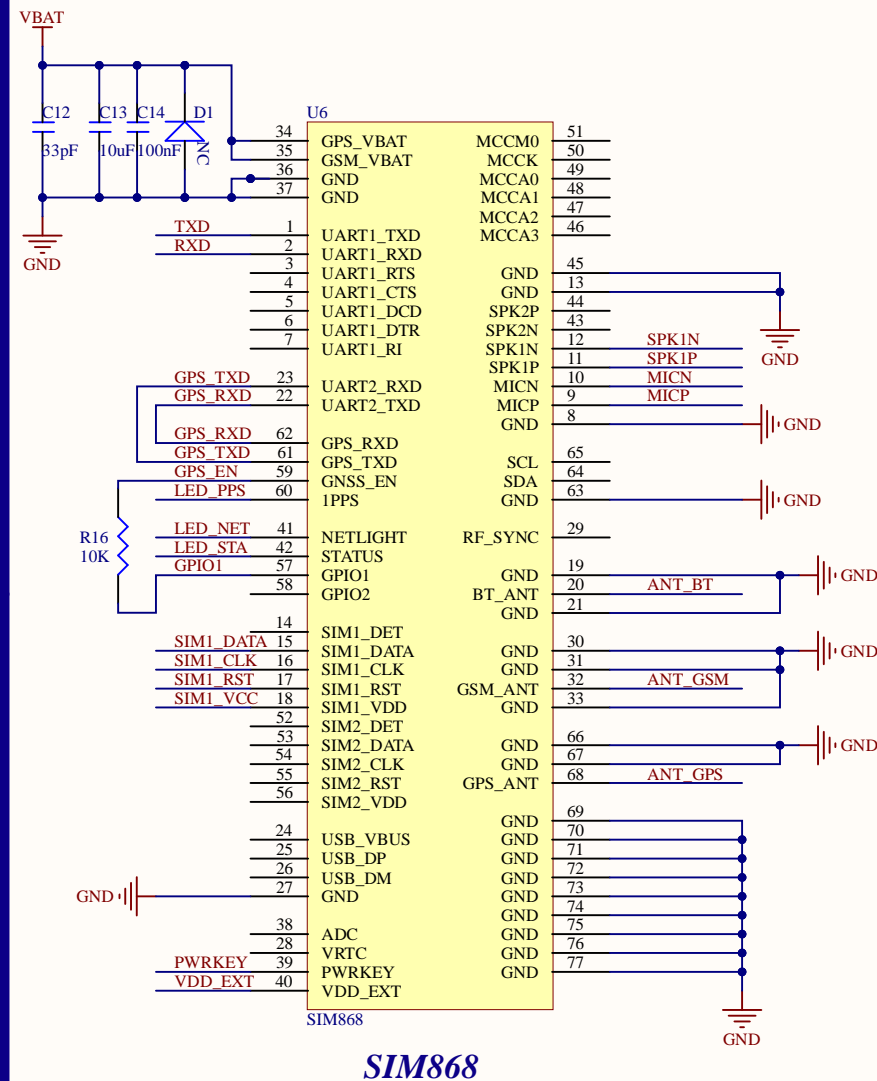 VBAT
C12
C13
C14
D1
33pF
10uF
100nF
NC
GND
U6
34 GPS_VBAT
35 GSM_VBAT
36 GND
37 GND
TXD 1 UART1_TXD
RXD 2 UART1_RXD
3 UART1_RTS
4 UART1_CTS
5 UART1_DCD
6 UART1_DTR
7 UART1_RI
GPS_TXD 23 UART2_RXD
GPS_RXD 22 UART2_TXD
GPS_RXD 62 GPS_RXD
GPS_TXD 61 GPS_TXD
GPS_EN 59 GNSS_EN
LED_PPS 60 1PPS
R16
10K
LED_NET 41 NETLIGHT
LED_STA 42 STATUS
GPIO1 57 GPIO1
58 GPIO2
14 SIM1_DET
SIM1_DATA 15 SIM1_DATA
SIM1_CLK 16 SIM1_CLK
SIM1_RST 17 SIM1_RST
SIM1_VCC 18 SIM1_VDD
52 SIM2_DET
53 SIM2_DATA
54 SIM2_CLK
55 SIM2_RST
56 SIM2_VDD
24 USB_VBUS
25 USB_DP
26 USB_DM
GND 27 GND
38 ADC
28 VRTC
PWRKEY 39 PWRKEY
VDD_EXT 40 VDD_EXT
MCCM0 51
MCCK 50
MCCA0 49
MCCA1 48
MCCA2 47
MCCA3 46
GND 45
GND 13
GND
SPK2P 44
SPK2N 43
SPK1N 12 SPK1N
SPK1P 11 SPK1P
MICN 10 MICN
MICP 9 MICP
GND 8 GND
SCL 65
SDA 64
GND 63 GND
RF_SYNC 29
GND 19 GND
BT_ANT 20 ANT_BT
GND 21
GND 30 GND
GND 31
GSM_ANT 32 ANT_GSM
GND 33
GND 66 GND
GND 67
GPS_ANT 68 ANT_GPS
GND 69
GND 70
GND 71
GND 72
GND 73
GND 74
GND 75
GND 76
GND 77
GND
SIM868
SIM868